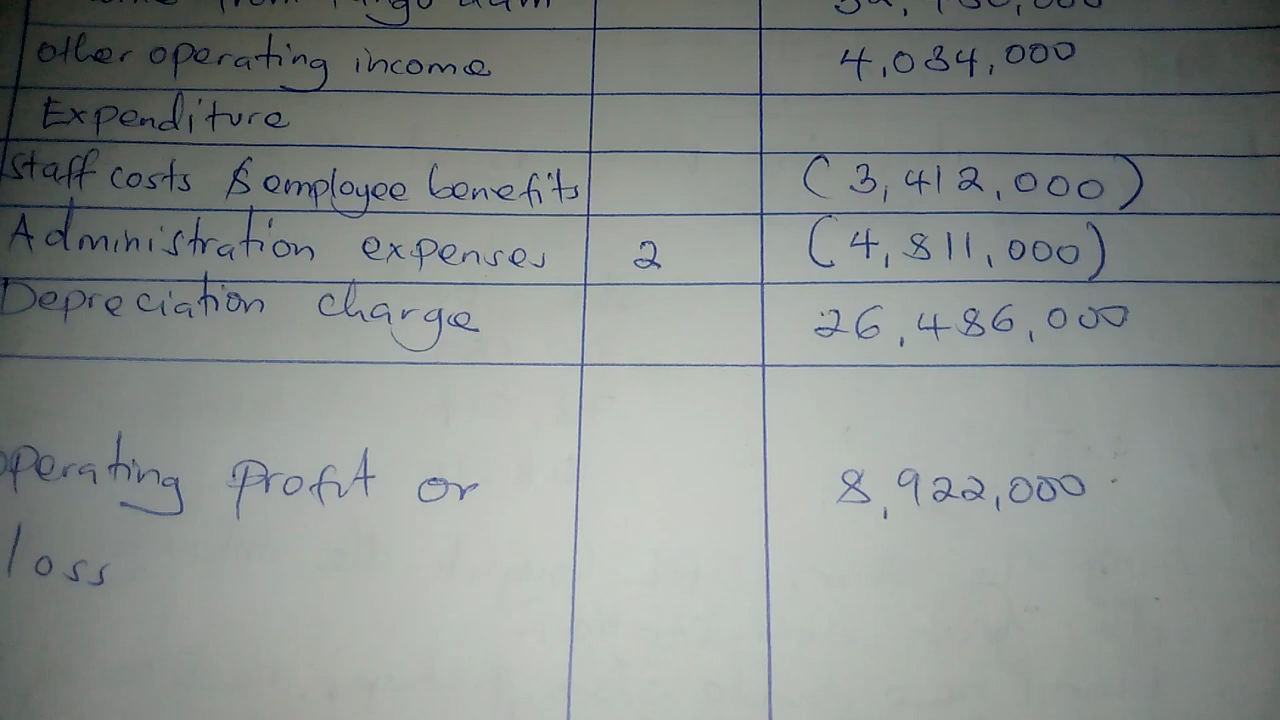 other operating income 4,034,000
Expenditure
Staff costs & employee benefits (3,412,000)
Administration expenses 2 (4,811,000)
Depreciation charge 26,486,000
operating profit or 8,922,000
loss